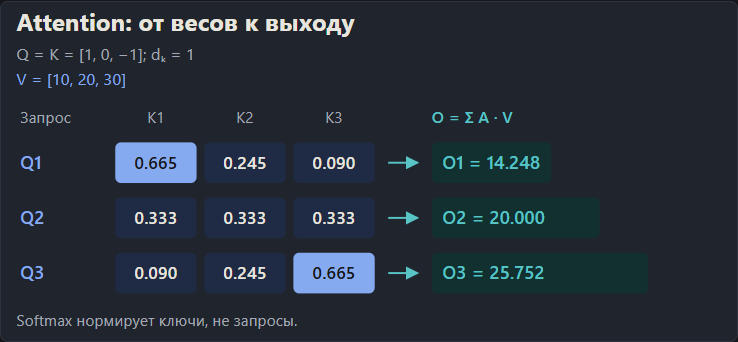 Attention: от весов к выходу
Q = K = [1, 0, −1]; dₖ = 1
V = [10, 20, 30]
Запрос K1 K2 K3 O = Σ A · V
Q1 0.665 0.245 0.090 → O1 = 14.248
Q2 0.333 0.333 0.333 → O2 = 20.000
Q3 0.090 0.245 0.665 → O3 = 25.752
Softmax нормирует ключи, не запросы.